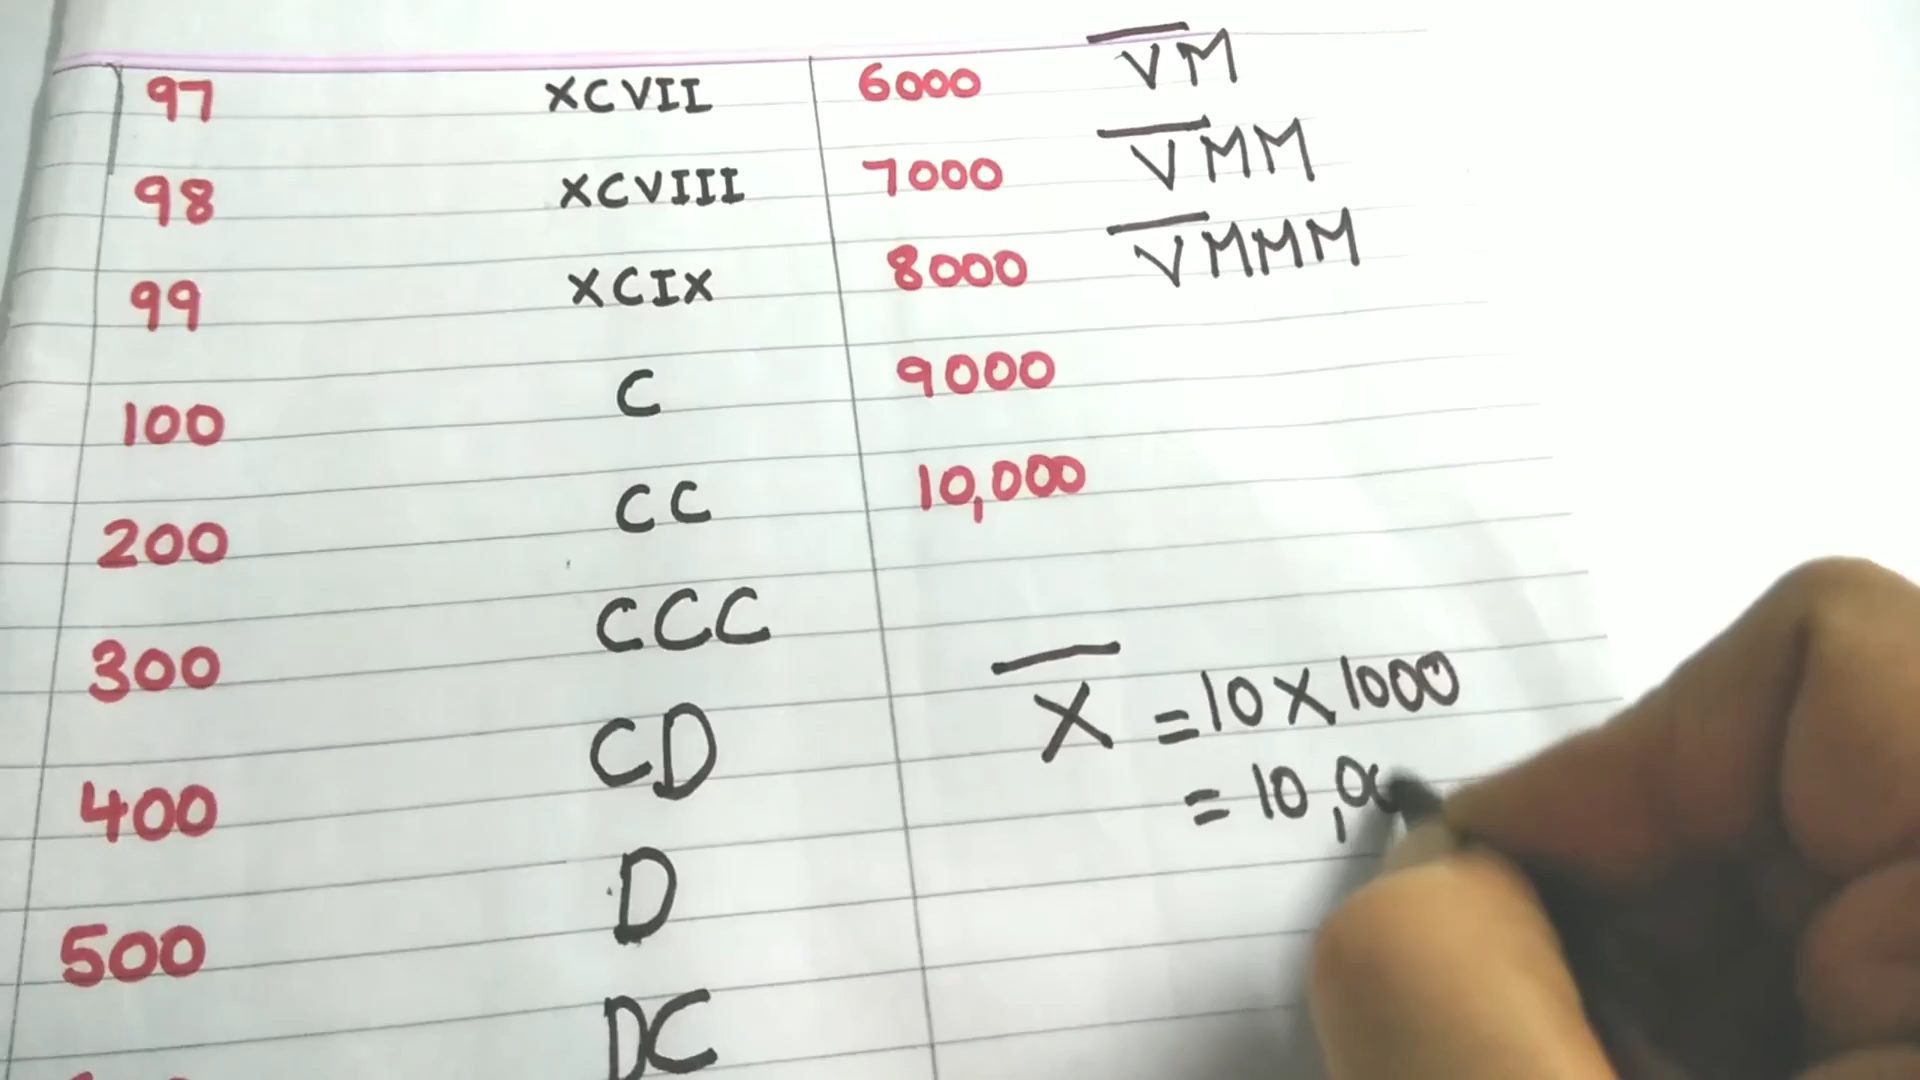 97 XCVII
98 XCVIII
99 XCIX
100 C
200 CC
300 CCC
400 CD
500 D
DC
6000 V̅M
7000 V̅MM
8000 V̅MMM
9000
10,000
X̅ = 10 X 1000
= 10,00